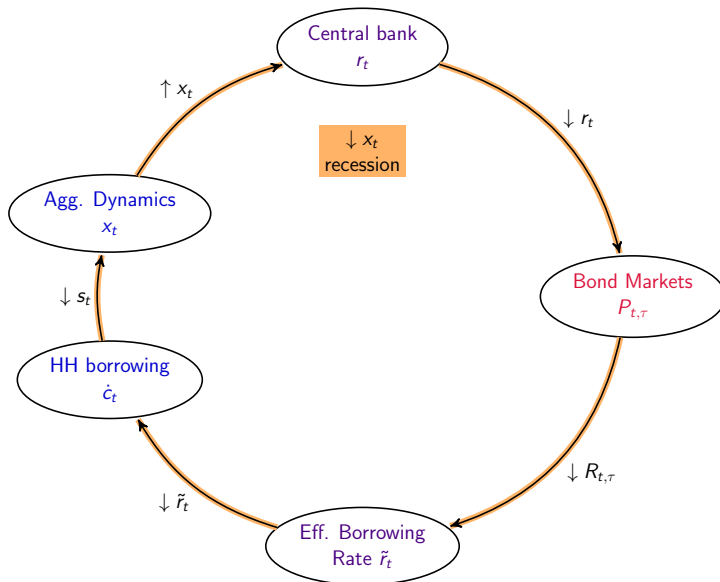 Central bank
r_t
↑ x_t
↓ r_t
↓ x_t
recession
Agg. Dynamics
x_t
Bond Markets
P_{t,τ}
↓ s_t
HH borrowing
ċ_t
↓ R_{t,τ}
↓ r̃_t
Eff. Borrowing
Rate r̃_t